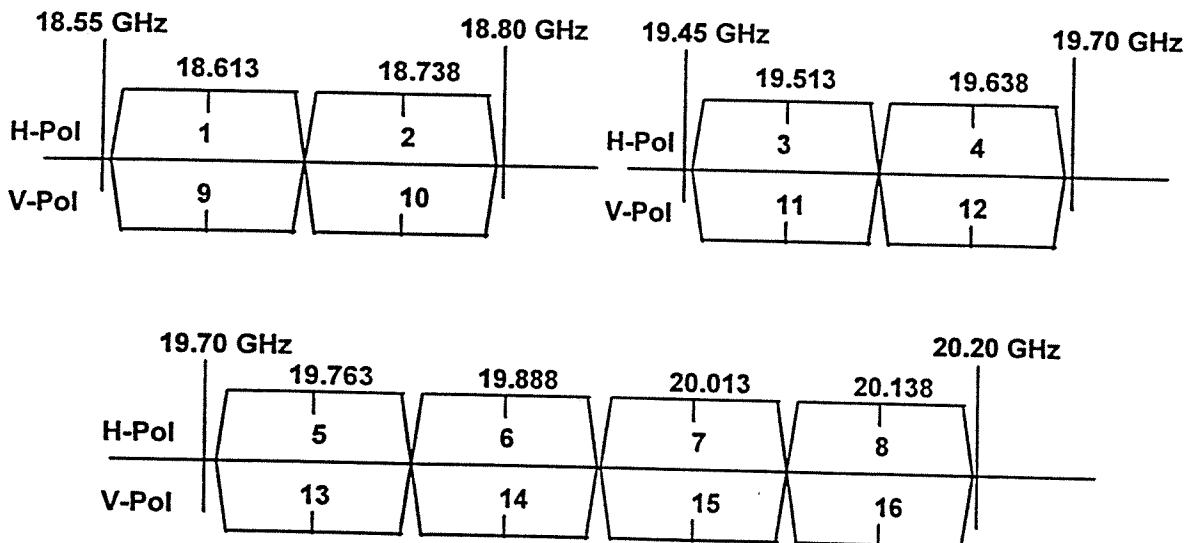 18.55 GHz
18.80 GHz
18.613
18.738
H-Pol
1
2
V-Pol
9
10
19.45 GHz
19.70 GHz
19.513
19.638
H-Pol
3
4
V-Pol
11
12
19.70 GHz
20.20 GHz
19.763
19.888
20.013
20.138
H-Pol
5
6
7
8
V-Pol
13
14
15
16